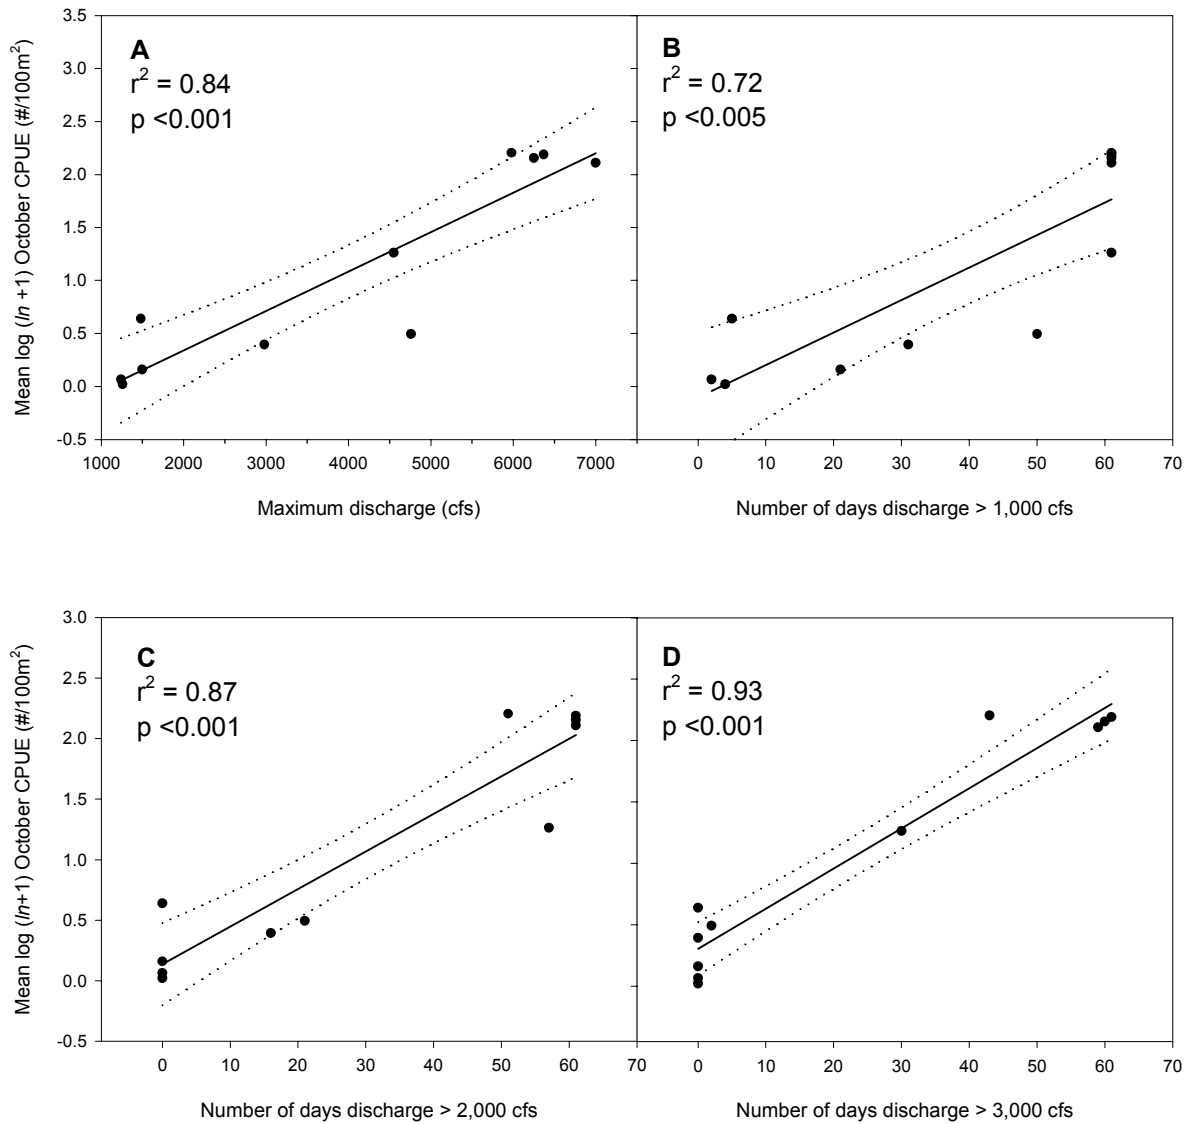 Mean log (ln +1) October CPUE (#/100m²)
3.5
3.0
2.5
2.0
1.5
1.0
0.5
0.0
-0.5
A
r² = 0.84
p <0.001
1000 2000 3000 4000 5000 6000 7000
Maximum discharge (cfs)
B
r² = 0.72
p <0.005
0 10 20 30 40 50 60 70
Number of days discharge > 1,000 cfs
Mean log (ln+1) October CPUE (#/100m²)
3.0
2.5
2.0
1.5
1.0
0.5
0.0
-0.5
C
r² = 0.87
p <0.001
0 10 20 30 40 50 60 70
Number of days discharge > 2,000 cfs
D
r² = 0.93
p <0.001
0 10 20 30 40 50 60 70
Number of days discharge > 3,000 cfs